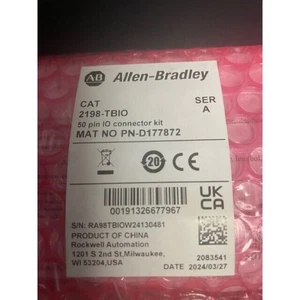 AB Allen-Bradley
CAT SER
2198-TBIO A
50 pin IO connector kit
MAT NO PN-D177872
20
UK
CA
00191326677967
S/N: RA98TBIOW24130481
PRODUCT OF CHINA
Rockwell Automation
1201 S 2nd St,Milwaukee, 2083541
WI 53204,USA DATE 2024/03/27